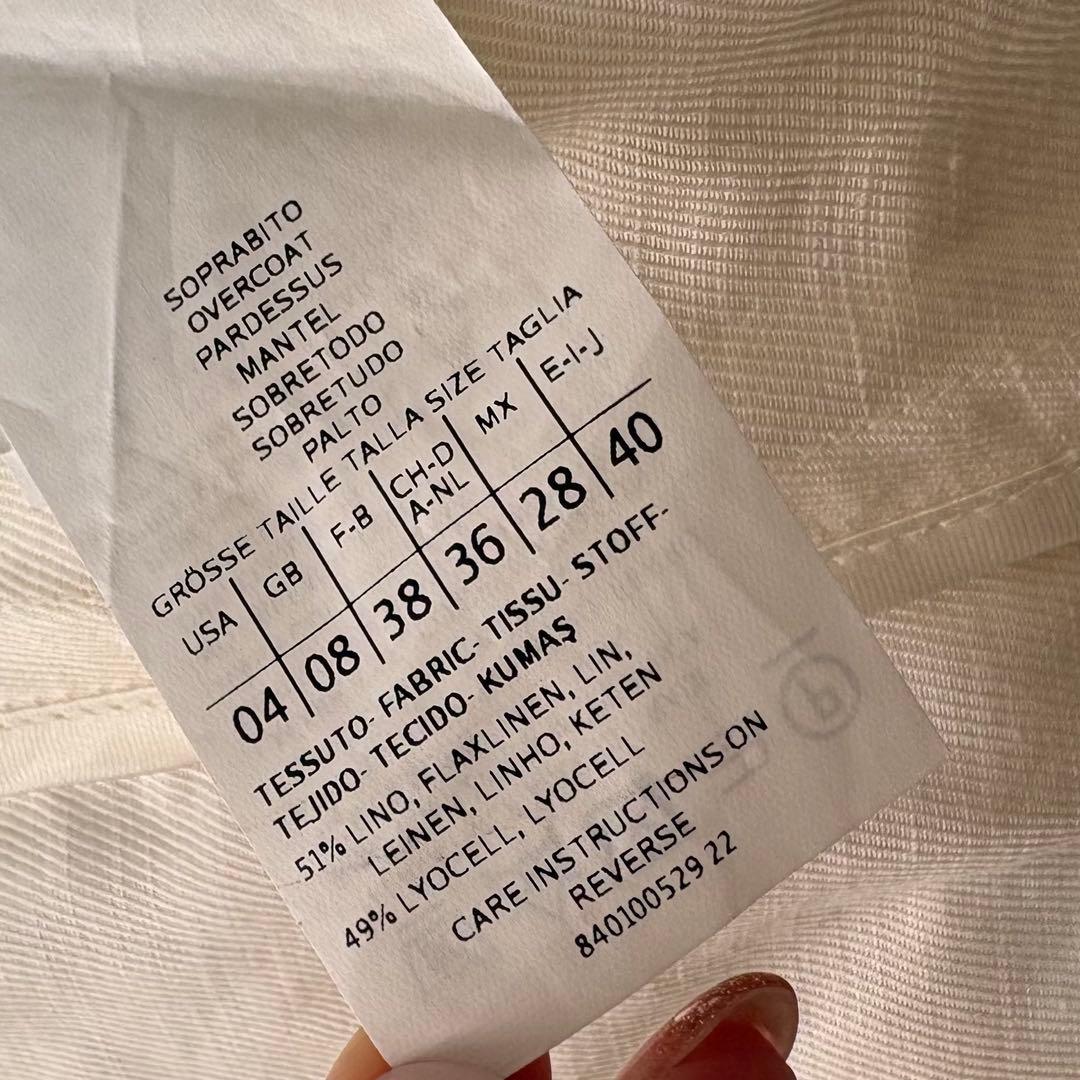 SOPRABITO
OVERCOAT
PARDESSUS
MANTEL
SOBRETODO
SOBRETUDO
PALTO
GRÖSSE TAILLE TALLA SIZE TAGLIA
USA GB F-B CH-D A-NL MX E-I-J
04 08 38 36 28 40
TESSUTO- FABRIC- TISSU- STOFF-
TEJIDO- TECIDO- KUMAŞ
51% LINO, FLAXLINEN, LIN,
LEINEN, LINHO, KETEN
49% LYOCELL, LYOCELL
CARE INSTRUCTIONS ON
REVERSE
840100529 22